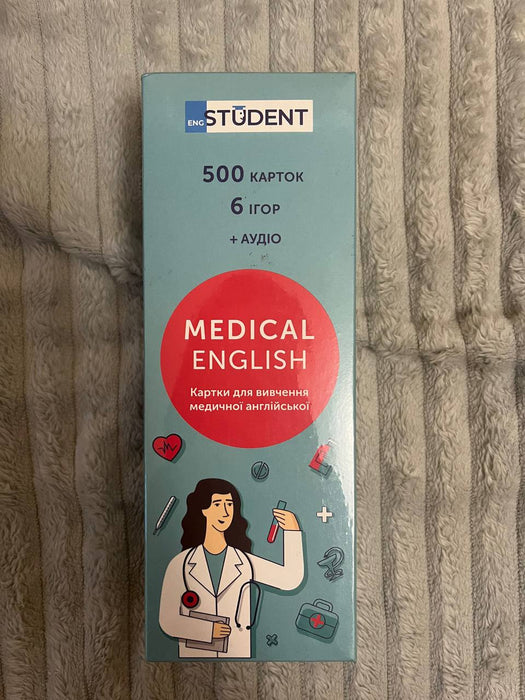 ENG STUDENT
500 КАРТОК
6 ІГОР
+ АУДІО
MEDICAL
ENGLISH
Картки для вивчення
медичної англійської